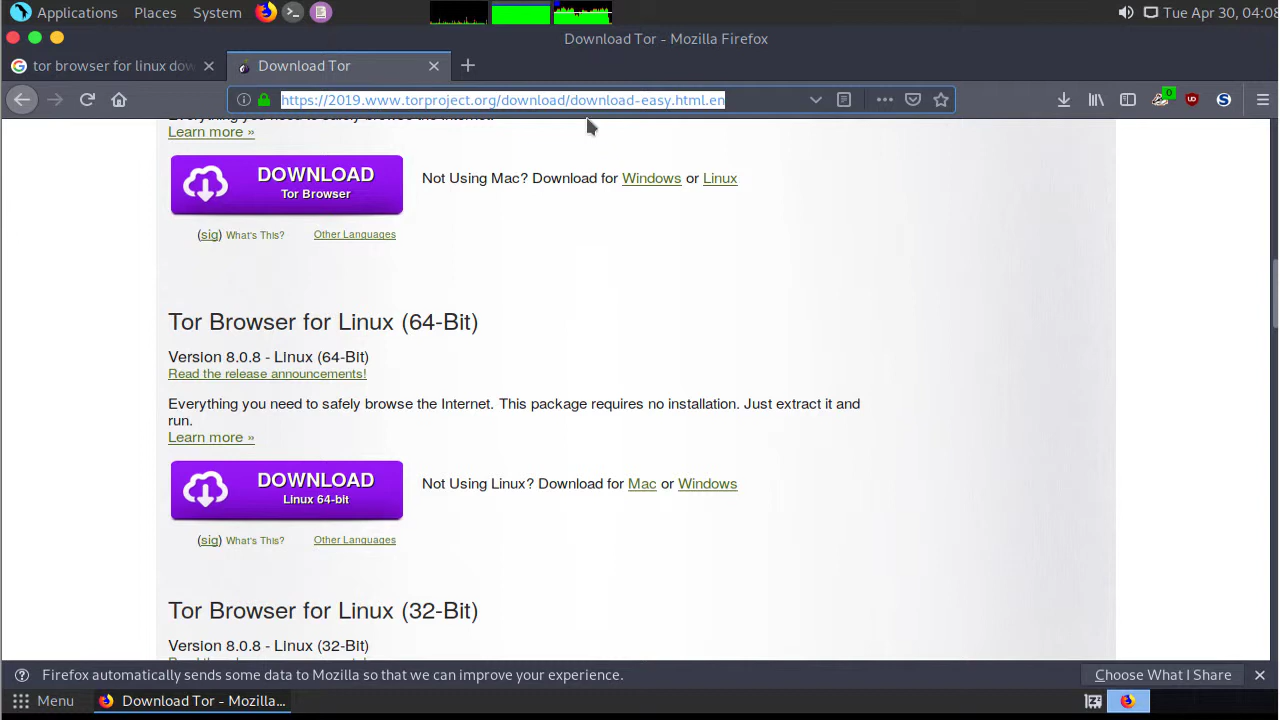 Applications Places System
Tue Apr 30, 04:08
Download Tor - Mozilla Firefox
tor browser for linux dow
Download Tor
https://2019.www.torproject.org/download/download-easy.html.en
0
Everything you need to safely browse the Internet.
Learn more »
DOWNLOAD
Tor Browser
Not Using Mac? Download for Windows or Linux
(sig) What's This? Other Languages
Tor Browser for Linux (64-Bit)
Version 8.0.8 - Linux (64-Bit)
Read the release announcements!
Everything you need to safely browse the Internet. This package requires no installation. Just extract it and
run.
Learn more »
DOWNLOAD
Linux 64-bit
Not Using Linux? Download for Mac or Windows
(sig) What's This? Other Languages
Tor Browser for Linux (32-Bit)
Version 8.0.8 - Linux (32-Bit)
Firefox automatically sends some data to Mozilla so that we can improve your experience.
Choose What I Share
Menu
Download Tor - Mozilla...